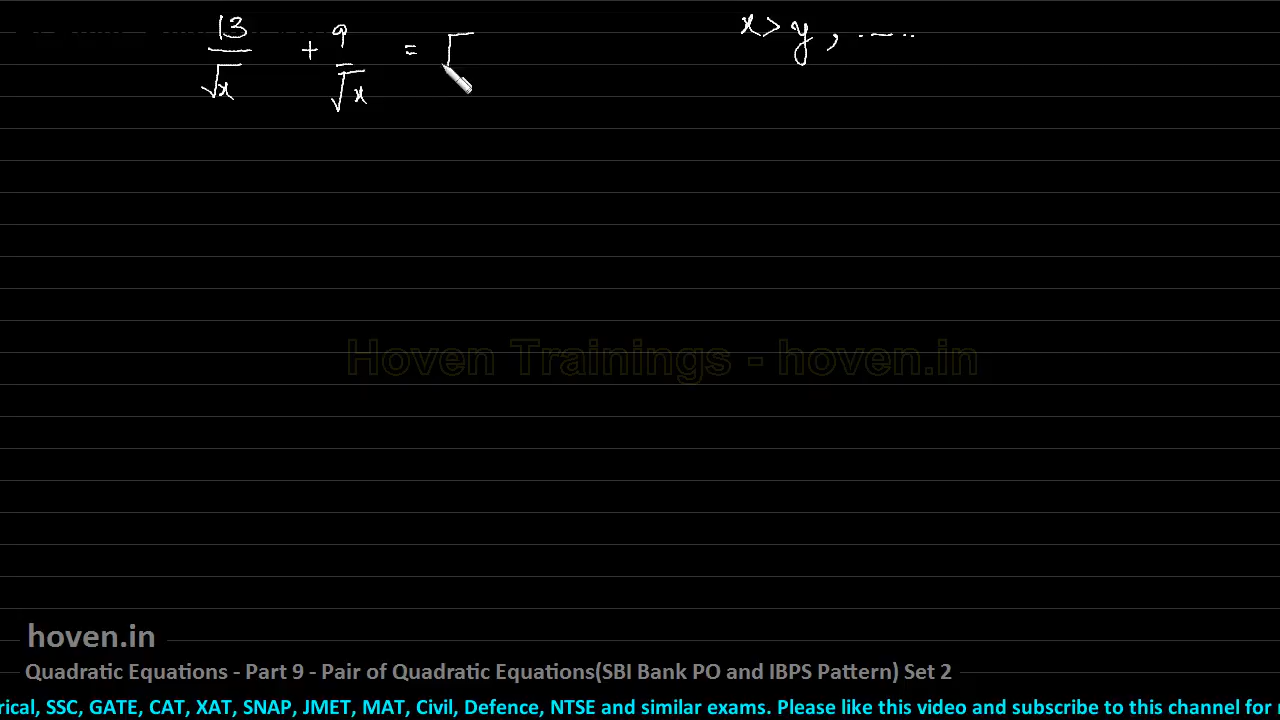 13/√x + 9/√x = √
x > y , .....
Hoven Trainings - hoven.in
hoven.in
Quadratic Equations - Part 9 - Pair of Quadratic Equations(SBI Bank PO and IBPS Pattern) Set 2
rical, SSC, GATE, CAT, XAT, SNAP, JMET, MAT, Civil, Defence, NTSE and similar exams. Please like this video and subscribe to this channel for